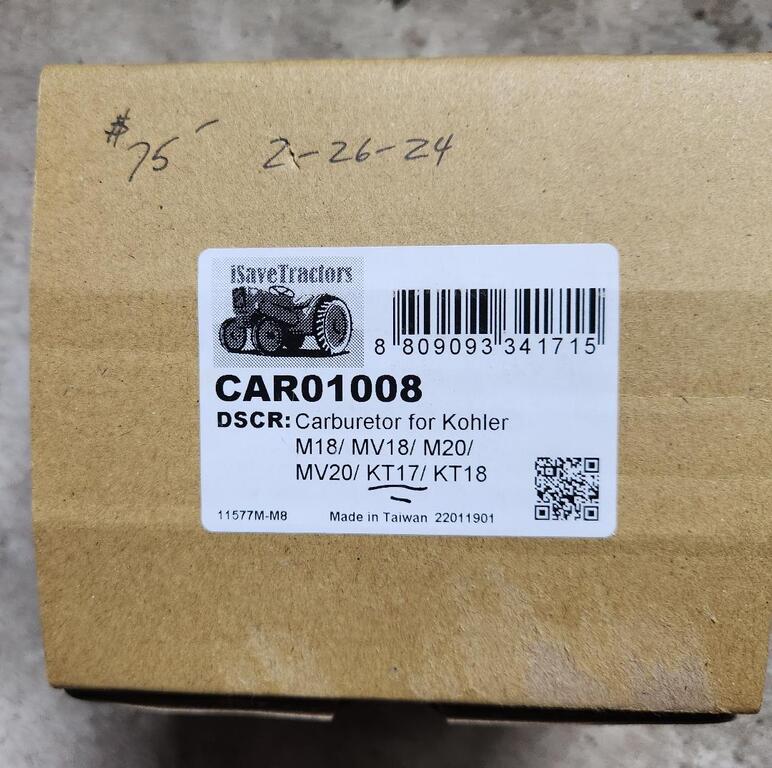 #75- 2-26-24
iSaveTractors
8 809093 341715
CAR01008
DSCR: Carburetor for Kohler
M18/ MV18/ M20/
MV20/ KT17/ KT18
11577M-M8 Made in Taiwan 22011901